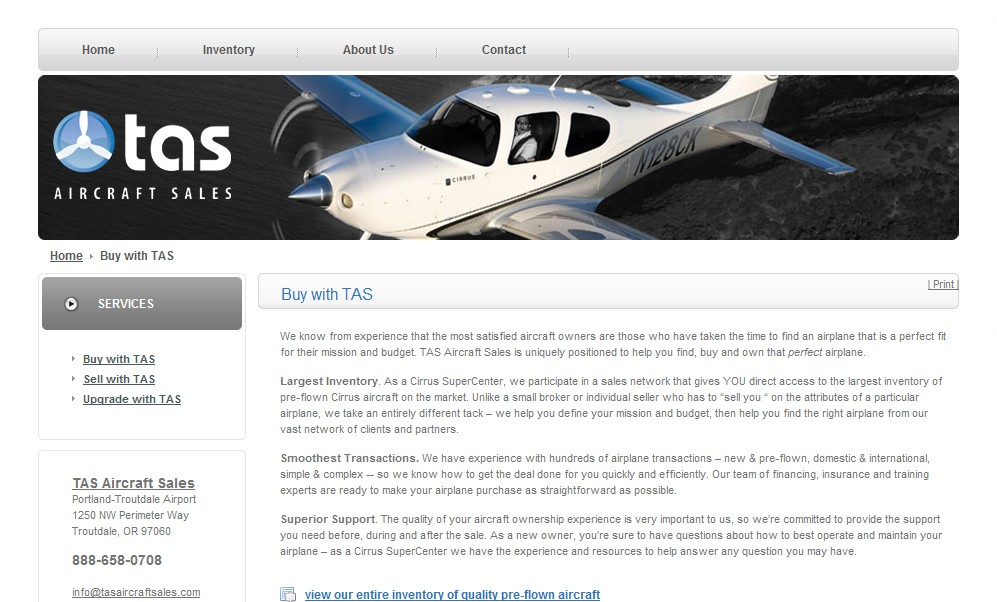 Home
Inventory
About Us
Contact
tas
AIRCRAFT SALES
CIRRUS
N128CK
Home Buy with TAS
SERVICES
Buy with TAS
Sell with TAS
Upgrade with TAS
TAS Aircraft Sales
Portland-Troutdale Airport
1250 NW Perimeter Way
Troutdale, OR 97060
888-658-0708
info@tasaircraftsales.com
Buy with TAS
| Print |
We know from experience that the most satisfied aircraft owners are those who have taken the time to find an airplane that is a perfect fit
for their mission and budget. TAS Aircraft Sales is uniquely positioned to help you find, buy and own that perfect airplane.
Largest Inventory. As a Cirrus SuperCenter, we participate in a sales network that gives YOU direct access to the largest inventory of
pre-flown Cirrus aircraft on the market. Unlike a small broker or individual seller who has to “sell you “ on the attributes of a particular
airplane, we take an entirely different tack – we help you define your mission and budget, then help you find the right airplane from our
vast network of clients and partners.
Smoothest Transactions. We have experience with hundreds of airplane transactions – new & pre-flown, domestic & international,
simple & complex -- so we know how to get the deal done for you quickly and efficiently. Our team of financing, insurance and training
experts are ready to make your airplane purchase as straightforward as possible.
Superior Support. The quality of your aircraft ownership experience is very important to us, so we're committed to provide the support
you need before, during and after the sale. As a new owner, you're sure to have questions about how to best operate and maintain your
airplane – as a Cirrus SuperCenter we have the experience and resources to help answer any question you may have.
view our entire inventory of quality pre-flown aircraft